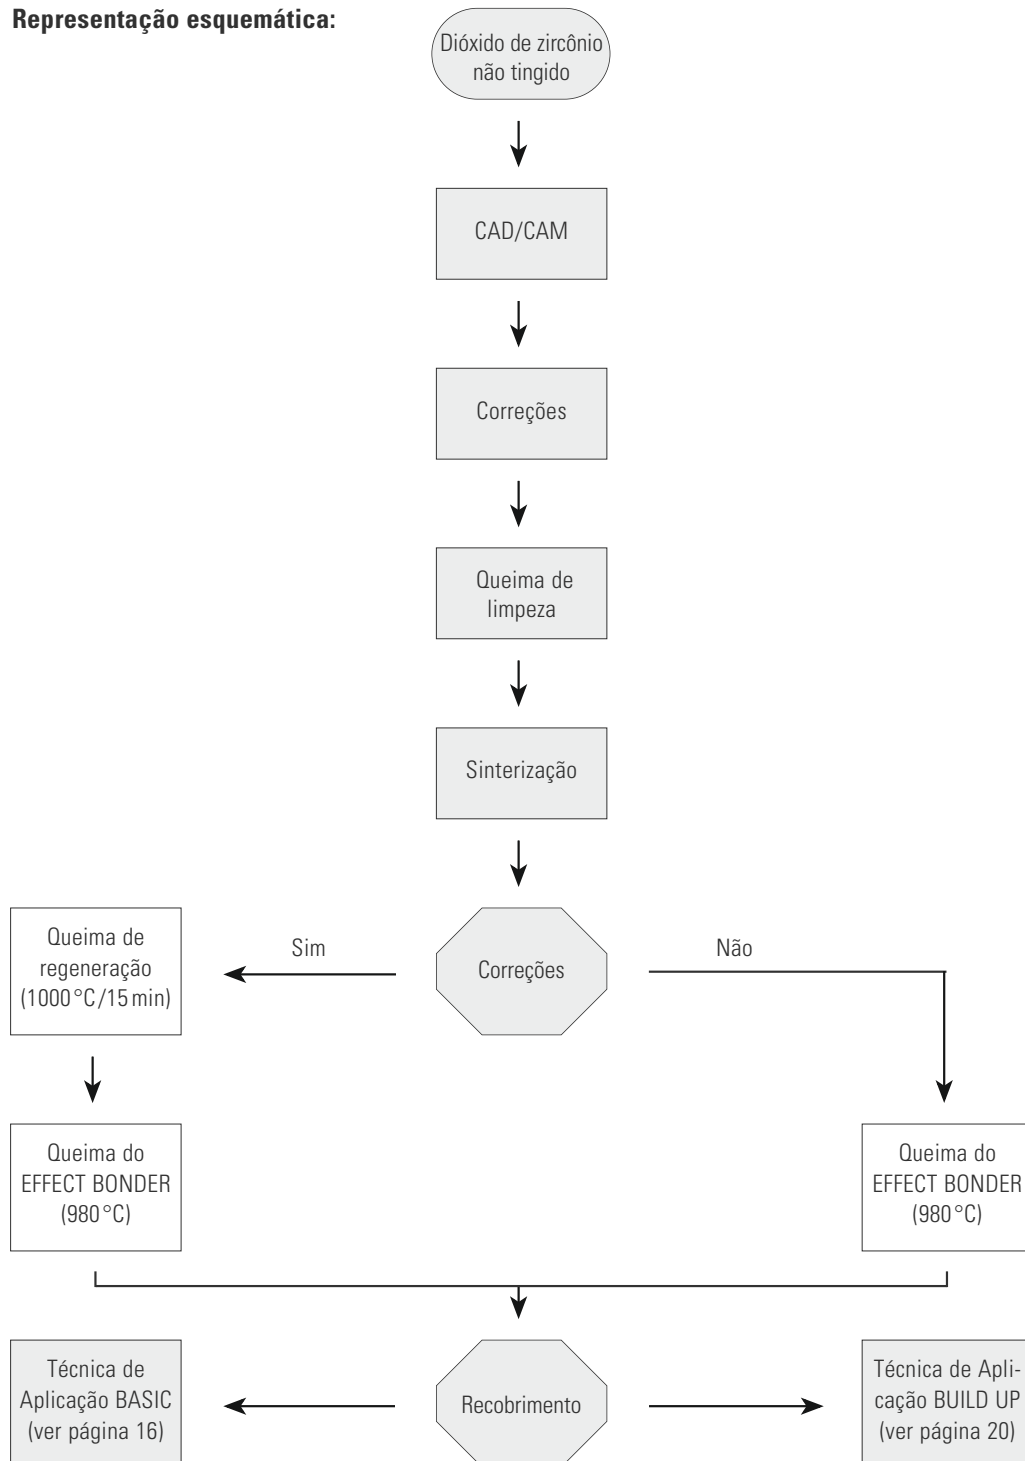 Representação esquemática:
Dióxido de zircônio
não tingido
CAD/CAM
Correções
Queima de
limpeza
Sinterização
Queima de
regeneração
(1000 °C/15 min)
Sim
Correções
Não
Queima do
EFFECT BONDER
(980 °C)
Queima do
EFFECT BONDER
(980 °C)
Técnica de
Aplicação BASIC
(ver página 16)
Recobrimento
Técnica de Apli-
cação BUILD UP
(ver página 20)